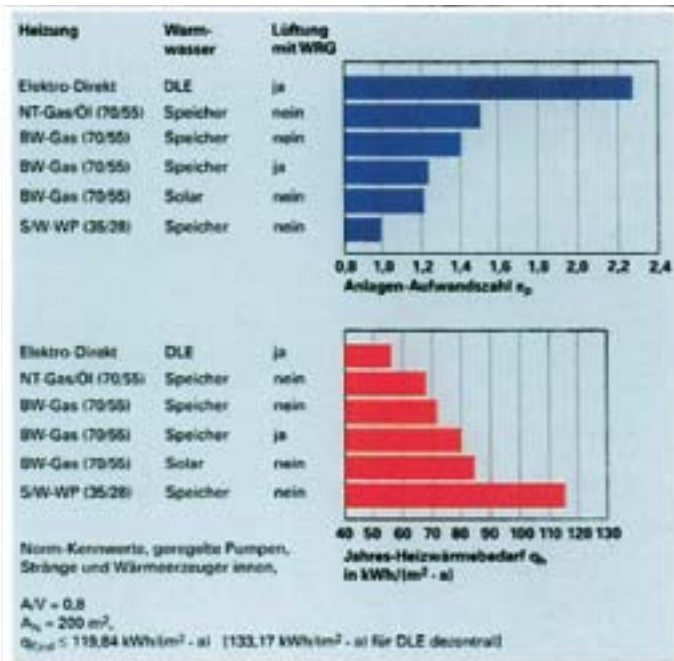 Heizung Warm-wasser Lüftung mit WRG
Elektro-Direkt DLE ja
NT-Gas/Öl (70/55) Speicher nein
BW-Gas (70/55) Speicher nein
BW-Gas (70/55) Speicher ja
BW-Gas (70/55) Solar nein
S/W-WP (35/28) Speicher nein
0,8 1,0 1,2 1,4 1,6 1,8 2,0 2,2 2,4
Anlagen-Aufwandszahl ep
Elektro-Direkt DLE ja
NT-Gas/Öl (70/55) Speicher nein
BW-Gas (70/55) Speicher nein
BW-Gas (70/55) Speicher ja
BW-Gas (70/55) Solar nein
S/W-WP (35/28) Speicher nein
40 50 60 70 80 90 100 110 120 130
Jahres-Heizwärmebedarf qh
in kWh/(m² · a)
Norm-Kennwerte, geregelte Pumpen,
Stränge und Wärmeerzeuger innen,
A/V = 0,8
AN = 200 m²,
≤ 119,84 kWh/(m² · a) [133,17 kWh/(m² · a) für DLE dezentral]